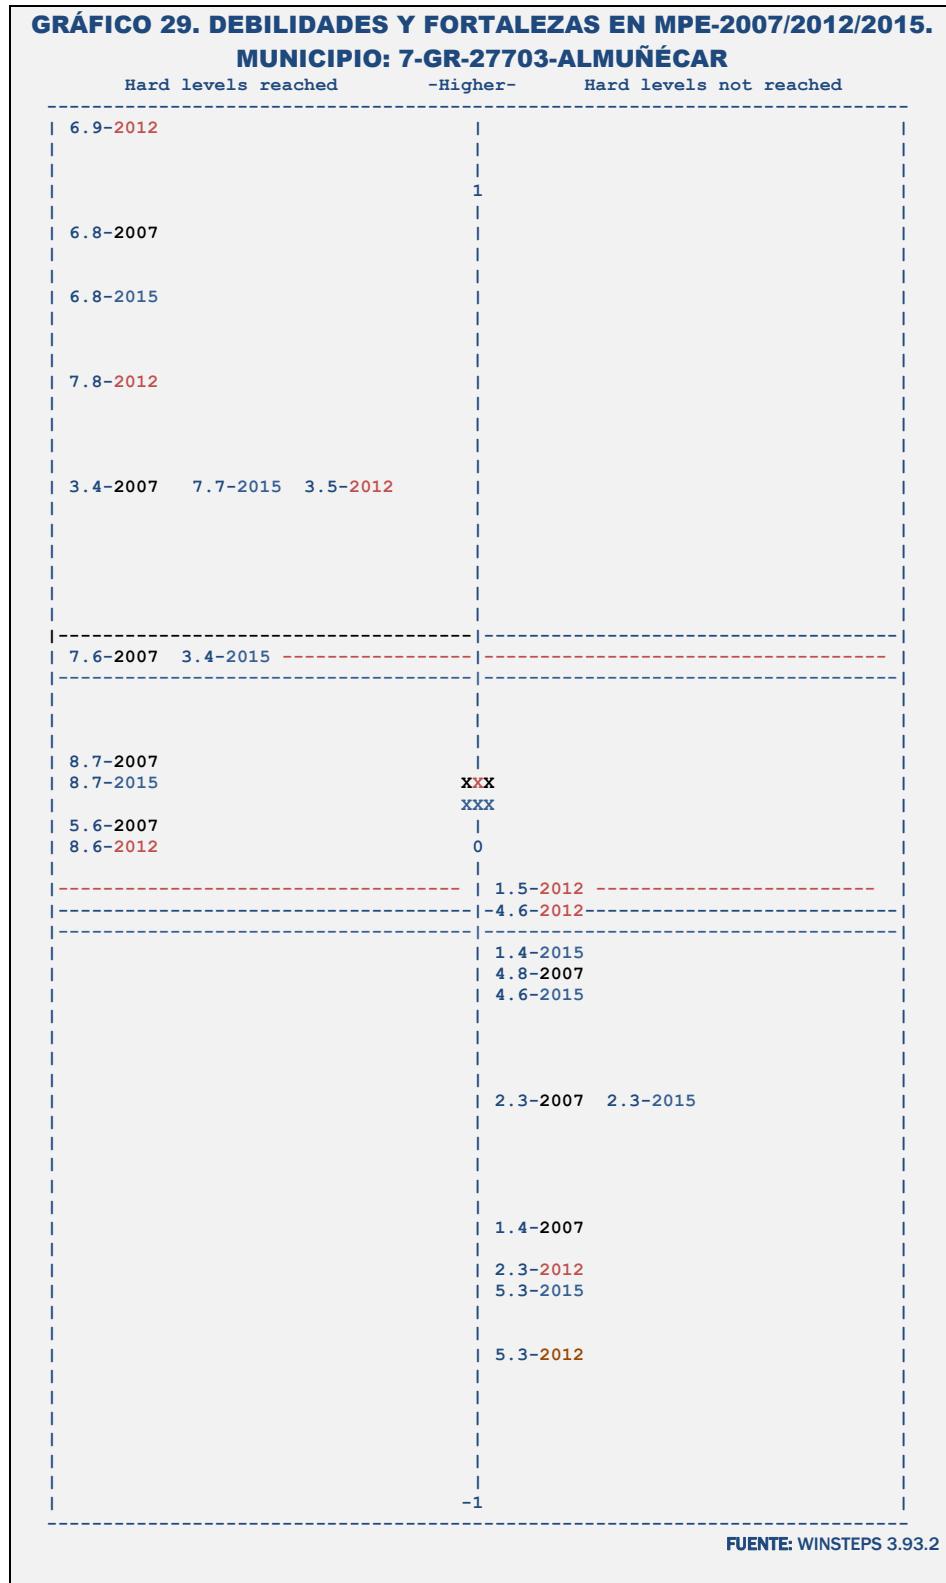 GRÁFICO 29. DEBILIDADES Y FORTALEZAS EN MPE-2007/2012/2015.
MUNICIPIO: 7-GR-27703-ALMUÑÉCAR
Hard levels reached -Higher- Hard levels not reached
6.9-2012
1
6.8-2007
6.8-2015
7.8-2012
3.4-2007 7.7-2015 3.5-2012
7.6-2007 3.4-2015
8.7-2007
8.7-2015 XXX
XXX
5.6-2007
8.6-2012 0
1.5-2012
-4.6-2012
1.4-2015
4.8-2007
4.6-2015
2.3-2007 2.3-2015
1.4-2007
2.3-2012
5.3-2015
5.3-2012
-1
FUENTE: WINSTEPS 3.93.2